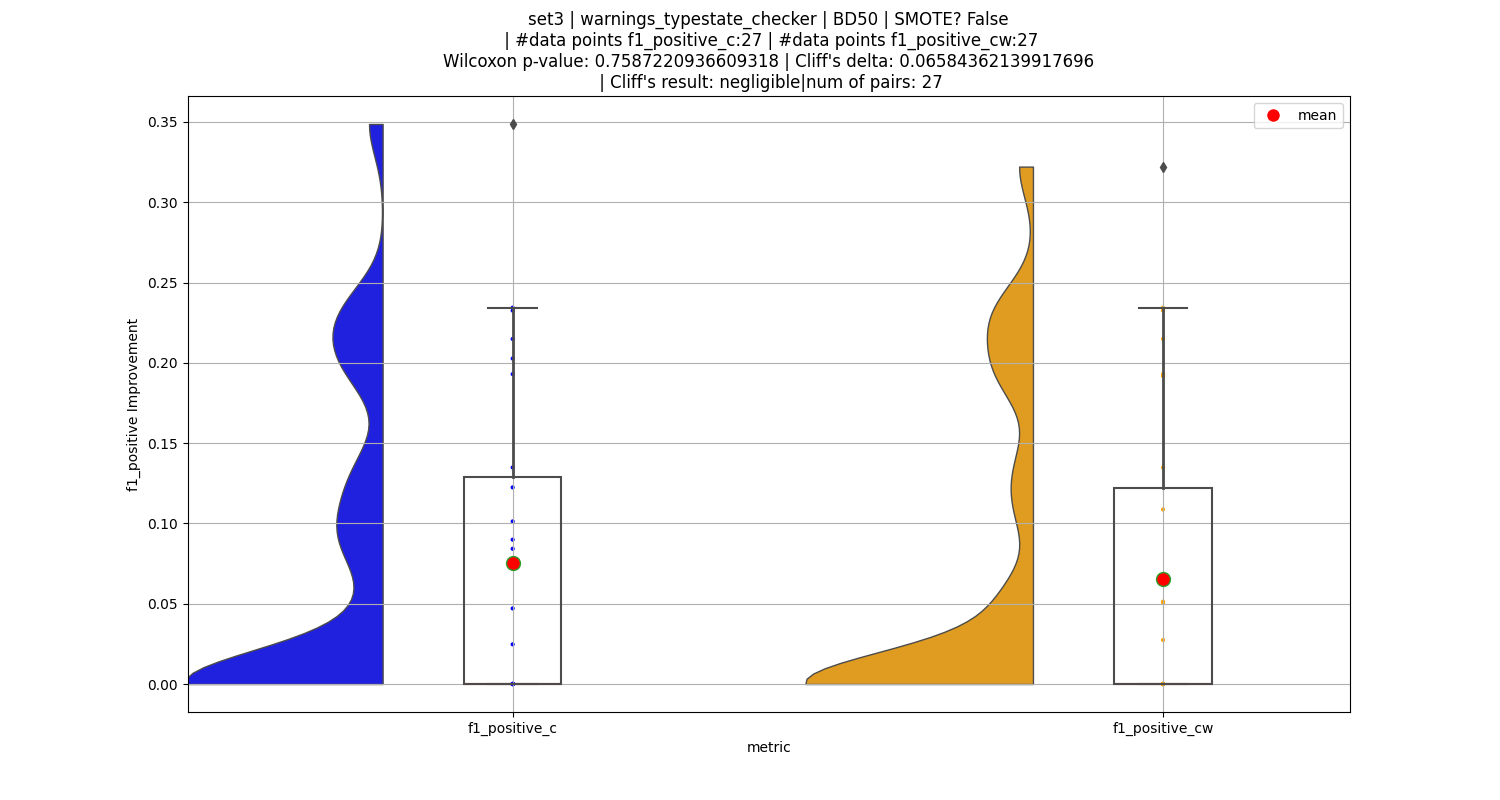 set3 | warnings_typestate_checker | BD50 | SMOTE? False
| #data points f1_positive_c:27 | #data points f1_positive_cw:27
Wilcoxon p-value: 0.7587220936609318 | Cliff's delta: 0.06584362139917696
| Cliff's result: negligible|num of pairs: 27
mean
0.35
0.30
0.25
0.20
0.15
0.10
0.05
0.00
f1_positive Improvement
f1_positive_c
f1_positive_cw
metric